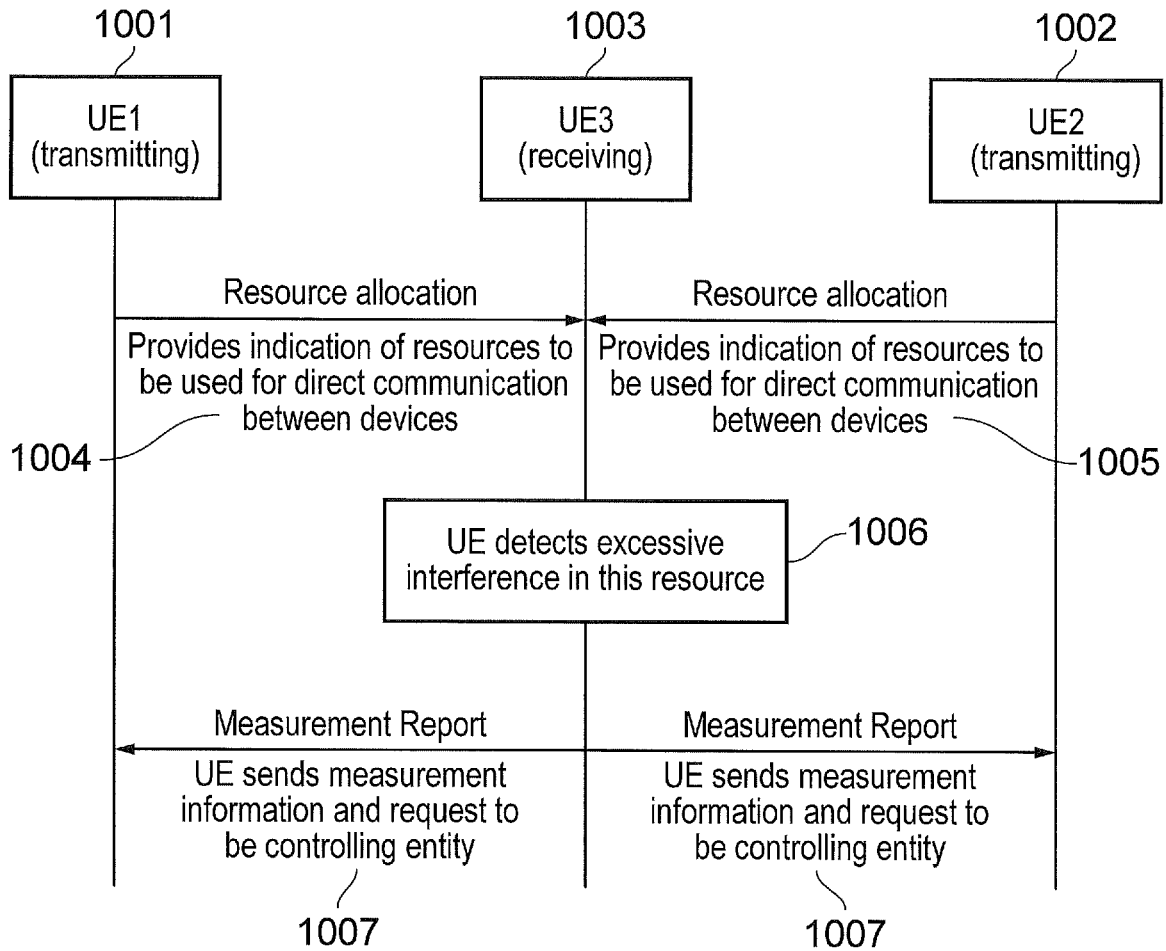 1001
1003
1002
UE1
(transmitting)
UE3
(receiving)
UE2
(transmitting)
Resource allocation
Resource allocation
Provides indication of resources to
be used for direct communication
between devices
Provides indication of resources to
be used for direct communication
between devices
1004
1005
UE detects excessive
interference in this resource
1006
Measurement Report
Measurement Report
UE sends measurement
information and request to
be controlling entity
UE sends measurement
information and request to
be controlling entity
1007
1007